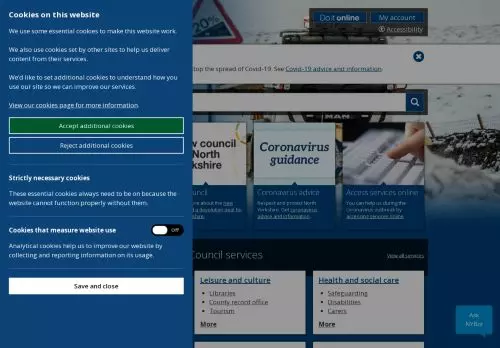 Cookies on this website
We use some essential cookies to make this website work.
We also use cookies set by other sites to help us deliver
content from their services.
We'd like to set additional cookies to understand how you
use our site so we can improve our services.
View our cookies page for more information.
Accept additional cookies
Reject additional cookies
Strictly necessary cookies
These essential cookies always need to be on because the
website cannot function properly without them.
Cookies that measure website use
Off
Analytical cookies help us to improve our website by
collecting and reporting information on its usage.
Save and close
20%
Do it online
My account
Accessibility
top the spread of Covid-19. See Covid-19 advice and information.
MAN
w council
North
kshire
Coronavirus
guidance
ouncil
re about the new
devolution deal for
shire.
Coronavirus advice
Respect and protect North
Yorkshire. Get coronavirus
advice and information.
Access services online
You can help us during the
coronavirus outbreak by
accessing services online.
Council services
View all services
Leisure and culture
Libraries
County record office
Tourism
More
Health and social care
Safeguarding
Disabilities
Carers
More
Ask
NYBot